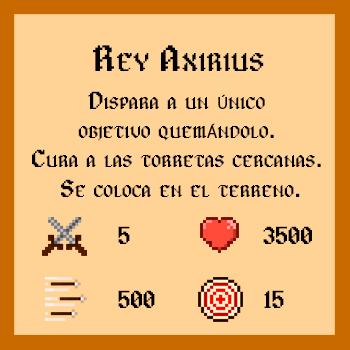 Rey Axirius
Dispara a un único
objetivo quemándolo.
Cura a las torretas cercanas.
Se coloca en el terreno.
5 3500
500 15